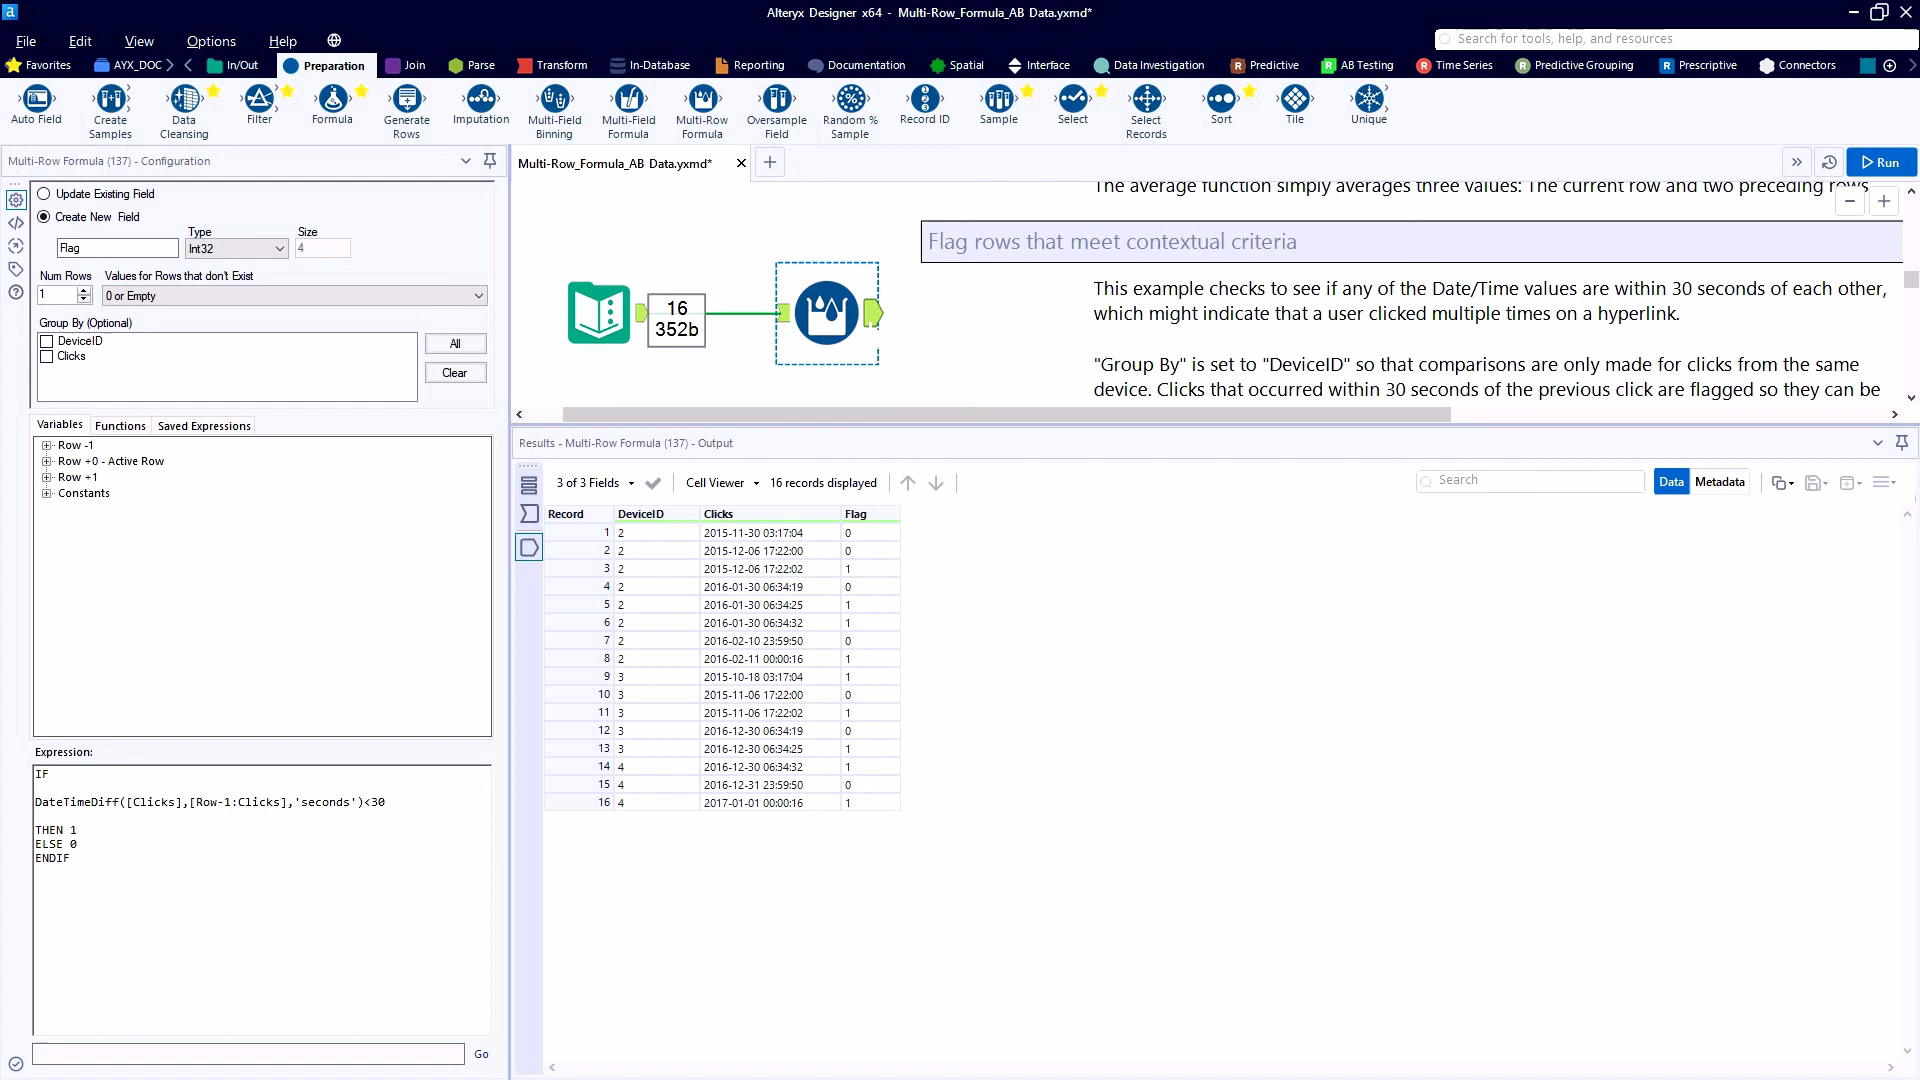 Alteryx Designer x64 - Multi-Row_Formula_AB Data.yxmd*
File Edit View Options Help
Search for tools, help, and resources
Favorites AYX_DOC In/Out Preparation Join Parse Transform In-Database Reporting Documentation Spatial Interface Data Investigation Predictive AB Testing Time Series Predictive Grouping Prescriptive Connectors
Auto Field
Create Samples
Data Cleansing
Filter
Formula
Generate Rows
Imputation
Multi-Field Binning
Multi-Field Formula
Multi-Row Formula
Oversample Field
Random % Sample
Record ID
Sample
Select
Select Records
Sort
Tile
Unique
Multi-Row Formula (137) - Configuration
Update Existing Field
Create New Field
Type Size
Flag Int32 4
Num Rows Values for Rows that don't Exist
1 0 or Empty
Group By (Optional)
DeviceID
Clicks
All
Clear
Variables Functions Saved Expressions
Row -1
Row +0 - Active Row
Row +1
Constants
Expression:
IF
DateTimeDiff([Clicks],[Row-1:Clicks],'seconds')<30
THEN 1
ELSE 0
ENDIF
Go
Multi-Row_Formula_AB Data.yxmd*
Run
The average function simply averages three values: The current row and two preceding rows
Flag rows that meet contextual criteria
16
352b
This example checks to see if any of the Date/Time values are within 30 seconds of each other,
which might indicate that a user clicked multiple times on a hyperlink.
"Group By" is set to "DeviceID" so that comparisons are only made for clicks from the same
device. Clicks that occurred within 30 seconds of the previous click are flagged so they can be
Results - Multi-Row Formula (137) - Output
3 of 3 Fields Cell Viewer 16 records displayed Search Data Metadata
Record DeviceID Clicks Flag
1 2 2015-11-30 03:17:04 0
2 2 2015-12-06 17:22:00 0
3 2 2015-12-06 17:22:02 1
4 2 2016-01-30 06:34:19 0
5 2 2016-01-30 06:34:25 1
6 2 2016-01-30 06:34:32 1
7 2 2016-02-10 23:59:50 0
8 2 2016-02-11 00:00:16 1
9 3 2015-10-18 03:17:04 1
10 3 2015-11-06 17:22:00 0
11 3 2015-11-06 17:22:02 1
12 3 2016-12-30 06:34:19 0
13 3 2016-12-30 06:34:25 1
14 4 2016-12-30 06:34:32 1
15 4 2016-12-31 23:59:50 0
16 4 2017-01-01 00:00:16 1